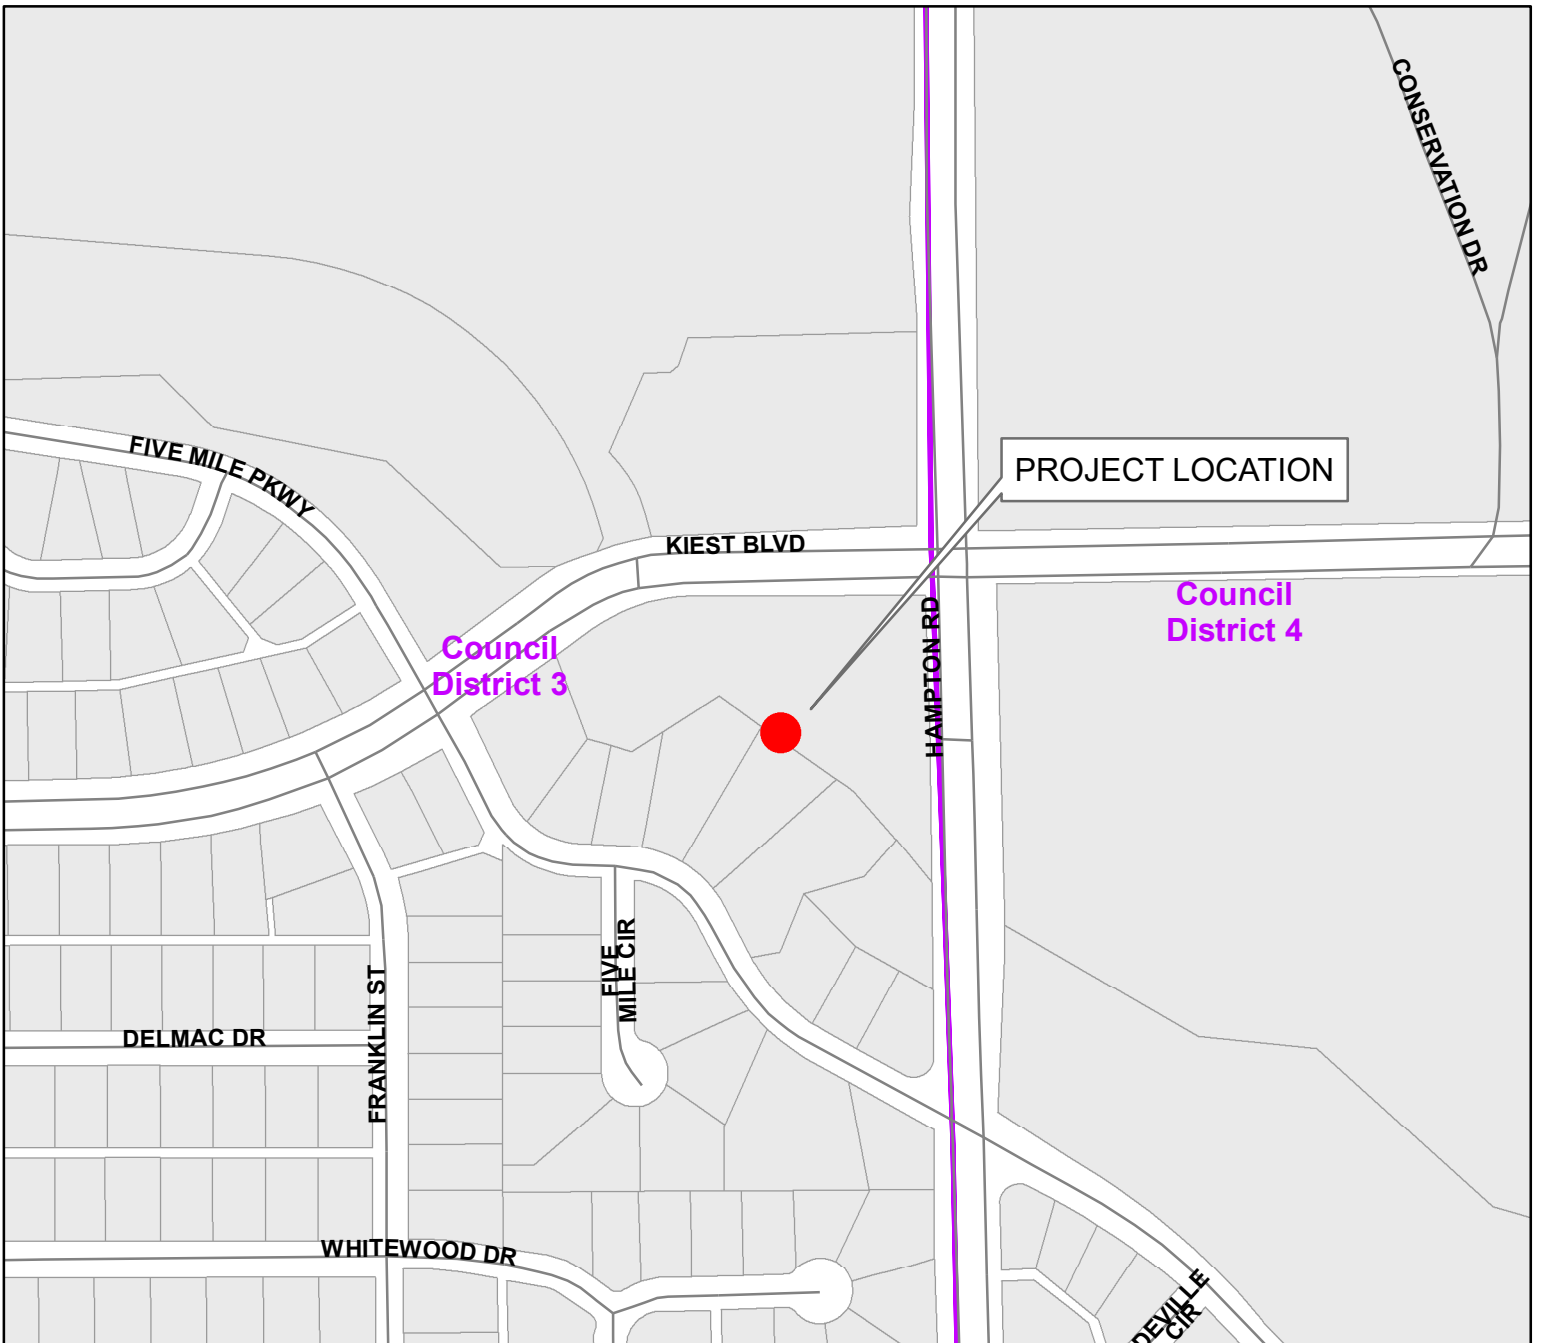 CONSERVATION DR
FIVE MILE PKWY
PROJECT LOCATION
KIEST BLVD
Council
District 4
HAMPTON RD
Council
District 3
FIVE
MILE CIR
FRANKLIN ST
DELMAC DR
WHITEWOOD DR
DEVILLE
CIR